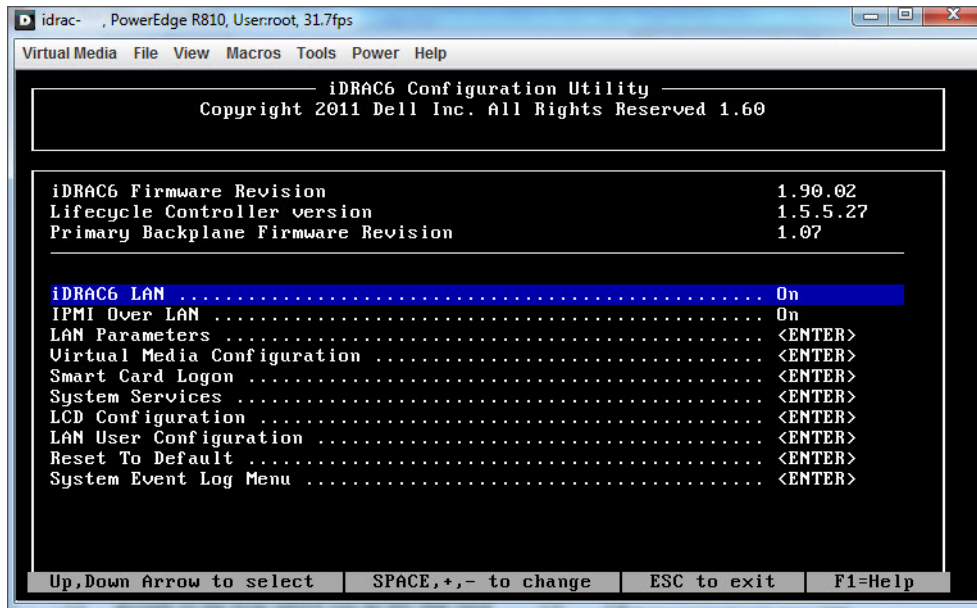 idrac- , PowerEdge R810, User:root, 31.7fps
Virtual Media File View Macros Tools Power Help
iDRAC6 Configuration Utility
Copyright 2011 Dell Inc. All Rights Reserved 1.60
iDRAC6 Firmware Revision 1.90.02
Lifecycle Controller version 1.5.5.27
Primary Backplane Firmware Revision 1.07
iDRAC6 LAN .................................................. On
IPMI Over LAN ............................................... On
LAN Parameters .............................................. <ENTER>
Virtual Media Configuration ................................. <ENTER>
Smart Card Logon ............................................ <ENTER>
System Services ............................................. <ENTER>
LCD Configuration ........................................... <ENTER>
LAN User Configuration ...................................... <ENTER>
Reset To Default ............................................ <ENTER>
System Event Log Menu ....................................... <ENTER>
Up,Down Arrow to select SPACE,+,- to change ESC to exit F1=Help